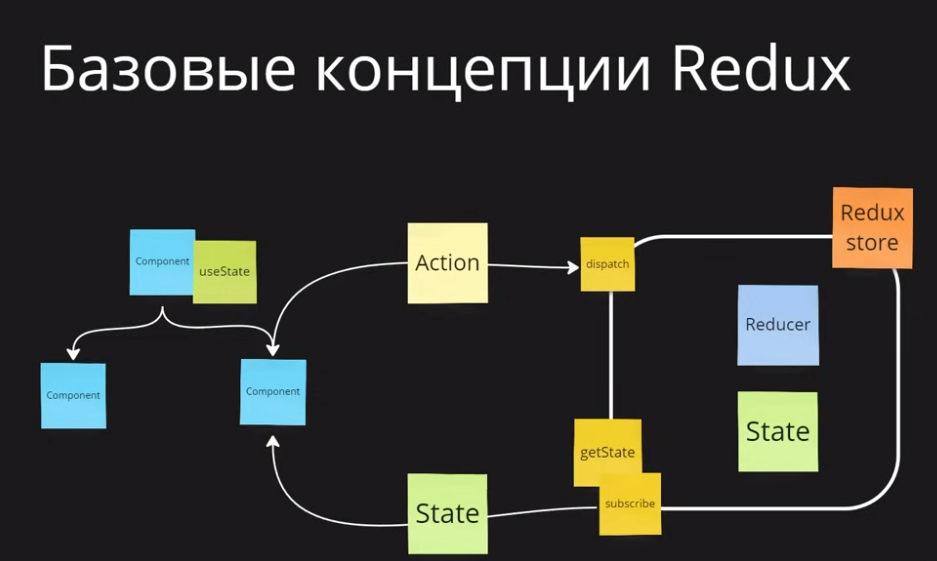 Базовые концепции Redux
Component
useState
Component
Component
Action
dispatch
Redux
store
Reducer
State
getState
subscribe
State